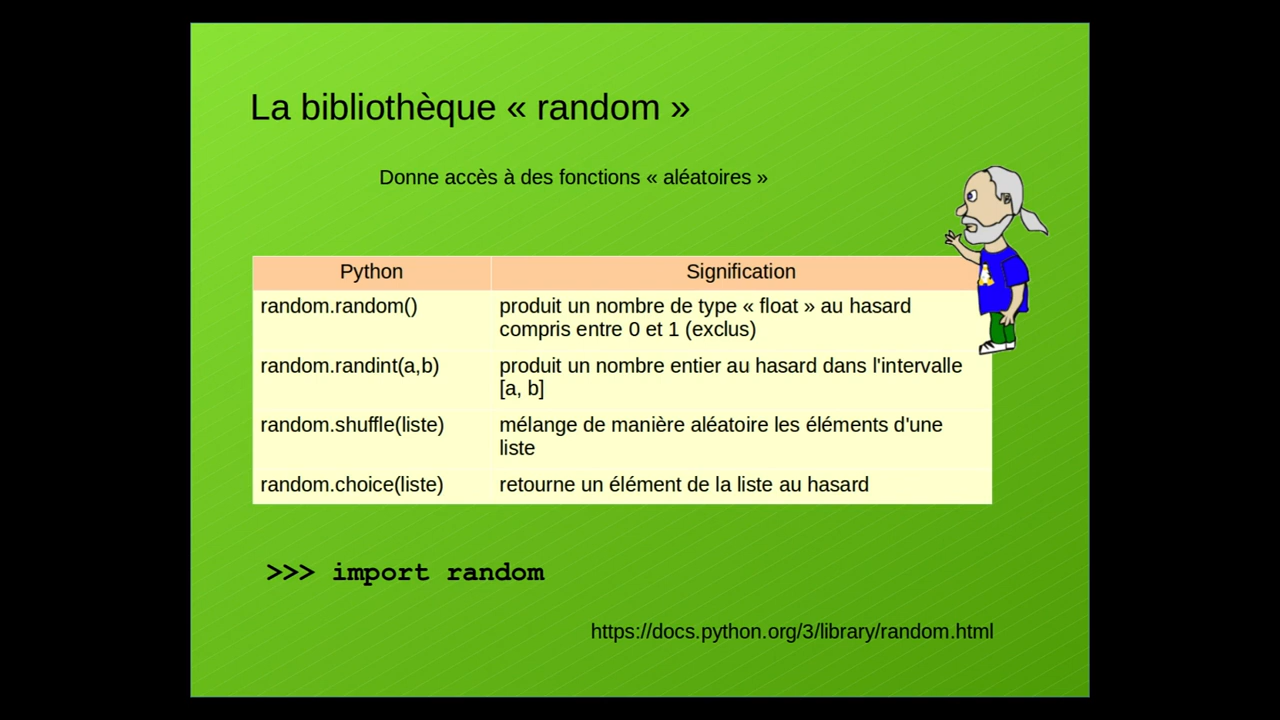 La bibliothèque « random »
Donne accès à des fonctions « aléatoires »
Python Signification
random.random() produit un nombre de type « float » au hasard
compris entre 0 et 1 (exclus)
random.randint(a,b) produit un nombre entier au hasard dans l'intervalle
[a, b]
random.shuffle(liste) mélange de manière aléatoire les éléments d'une
liste
random.choice(liste) retourne un élément de la liste au hasard
>>> import random
https://docs.python.org/3/library/random.html